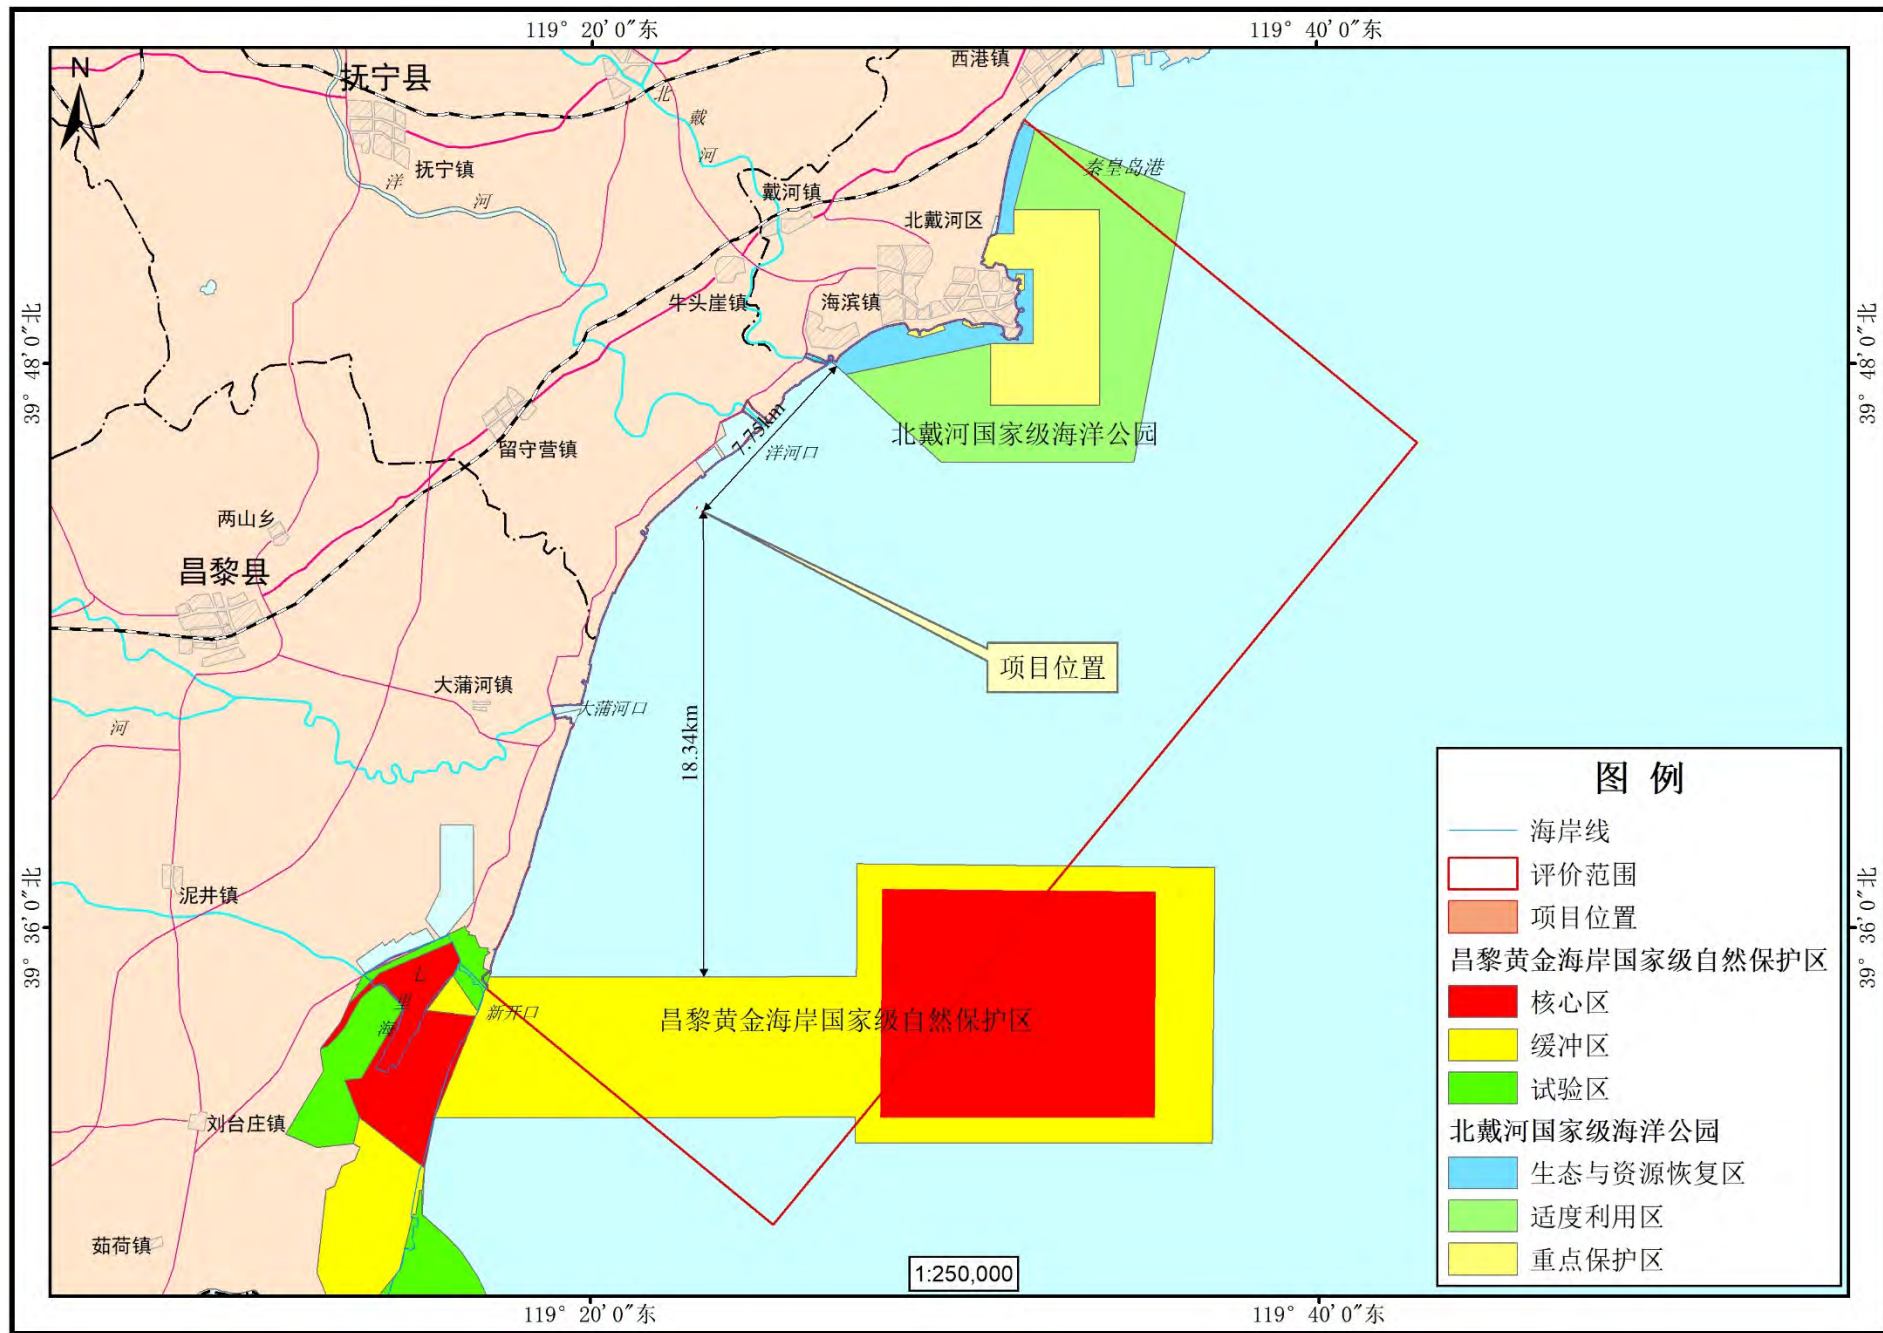 119° 20′0″东
119° 40′0″东
N
抚宁县
西港镇
北
戴
河
抚宁镇
洋
河
戴河镇
秦皇岛港
北戴河区
牛头崖镇
海滨镇
39° 48′0″北
39° 48′0″北
7.75km
洋河口
北戴河国家级海洋公园
留守营镇
两山乡
昌黎县
项目位置
大蒲河镇
大蒲河口
河
18.34km
泥井镇
39° 36′0″北
39° 36′0″北
七
里
海
新开口
昌黎黄金海岸国家级自然保护区
刘台庄镇
茹荷镇
1:250,000
图 例
海岸线
评价范围
项目位置
昌黎黄金海岸国家级自然保护区
核心区
缓冲区
试验区
北戴河国家级海洋公园
生态与资源恢复区
适度利用区
重点保护区
119° 20′0″东
119° 40′0″东